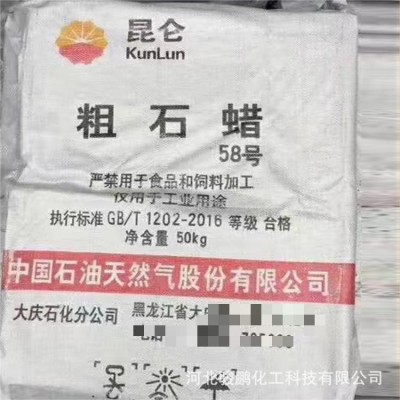 昆仑
KunLun
粗石蜡
58号
严禁用于食品和饲料加工
仅用于工业用途
执行标准 GB/T 1202-2016 等级 合格
净含量 50kg
中国石油天然气股份有限公司
大庆石化分公司
黑龙江省大
河北骏鹏化工科技有限公司